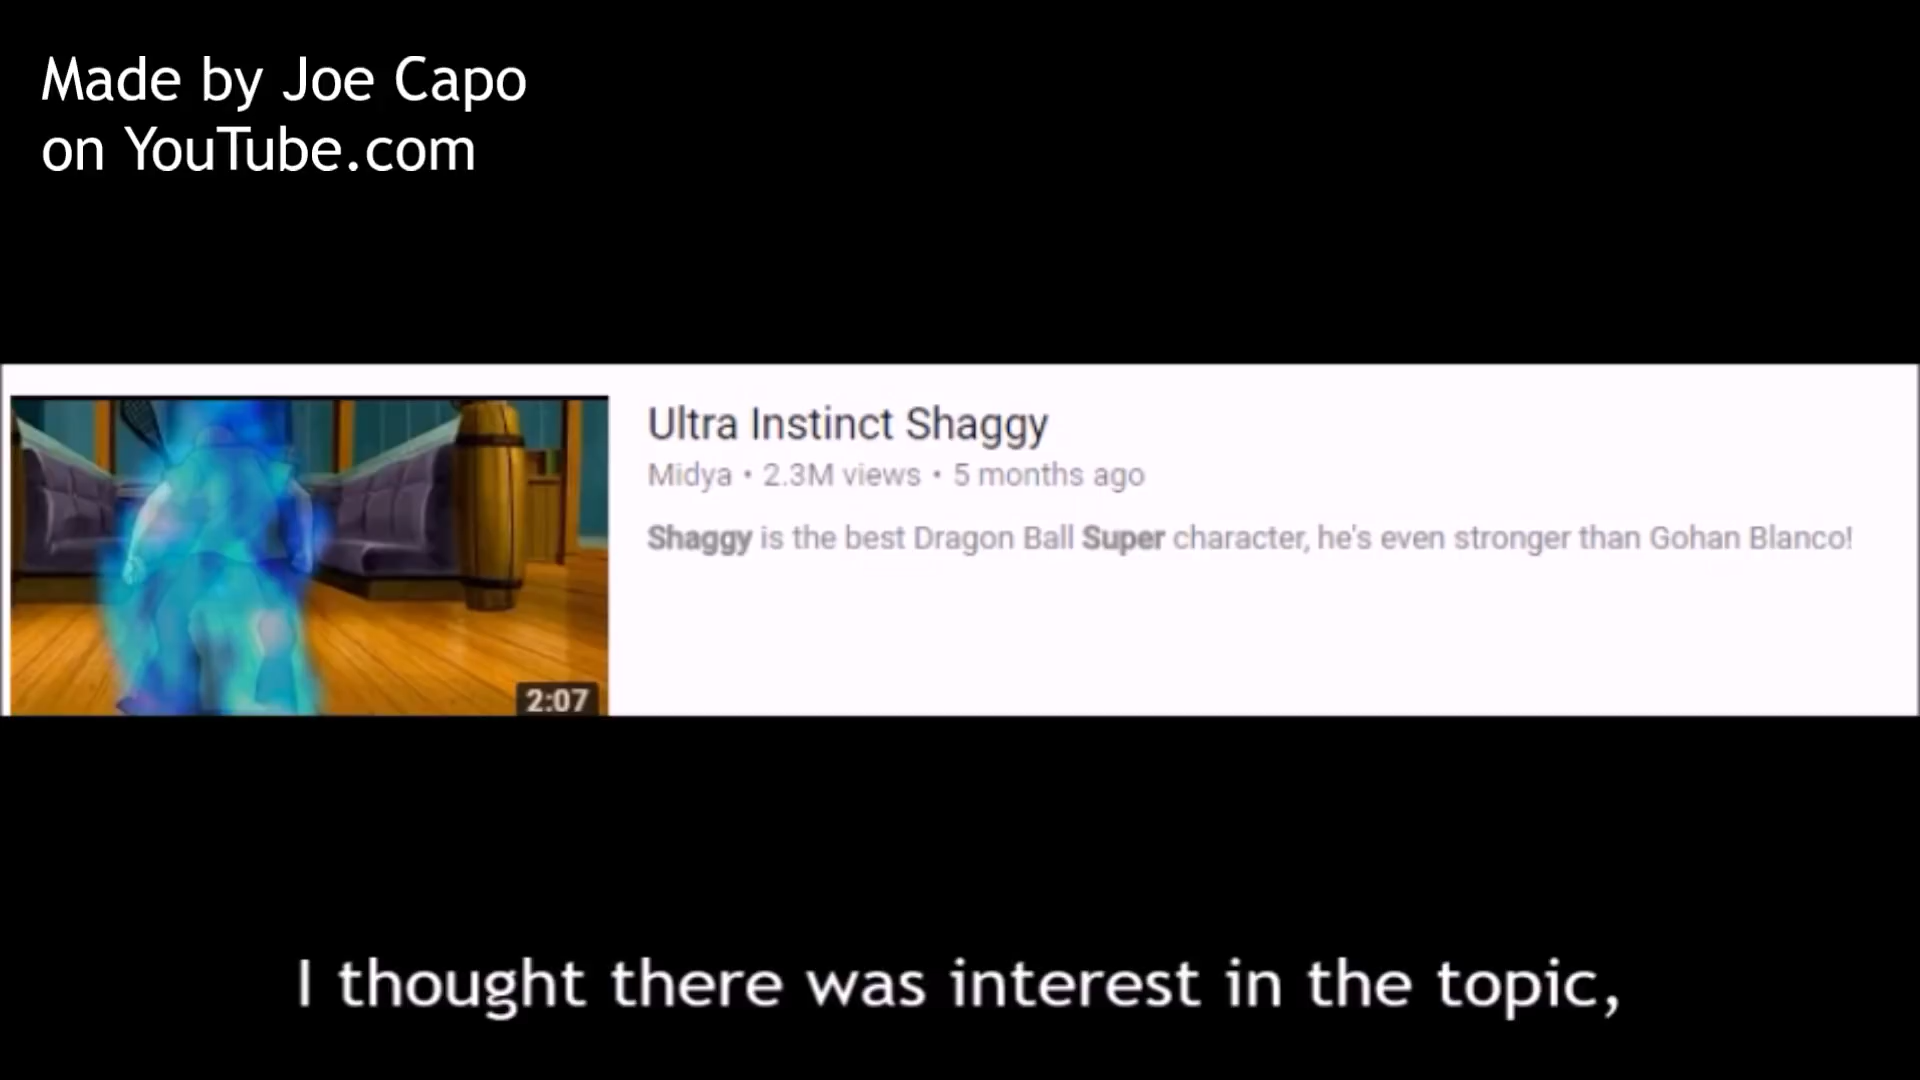 Made by Joe Capo
on YouTube.com
Ultra Instinct Shaggy
Midya • 2.3M views • 5 months ago
Shaggy is the best Dragon Ball Super character, he's even stronger than Gohan Blanco!
2:07
I thought there was interest in the topic,